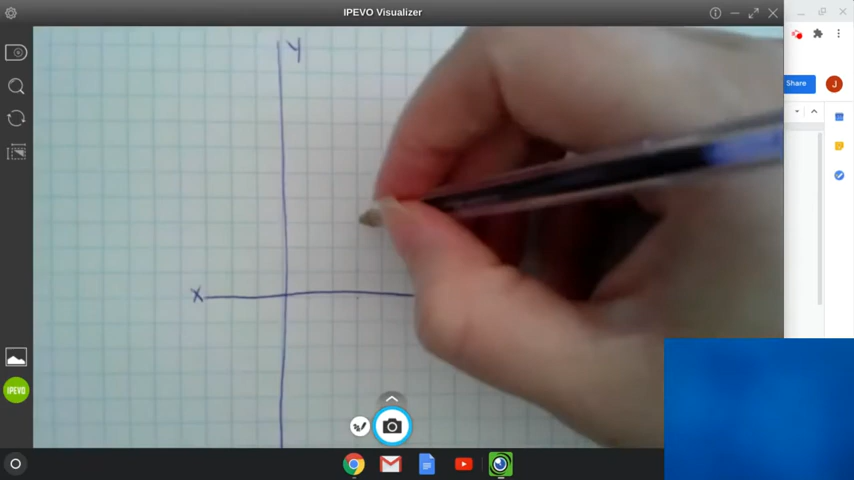 IPEVO Visualizer
Share
J
y
x
IPEVO